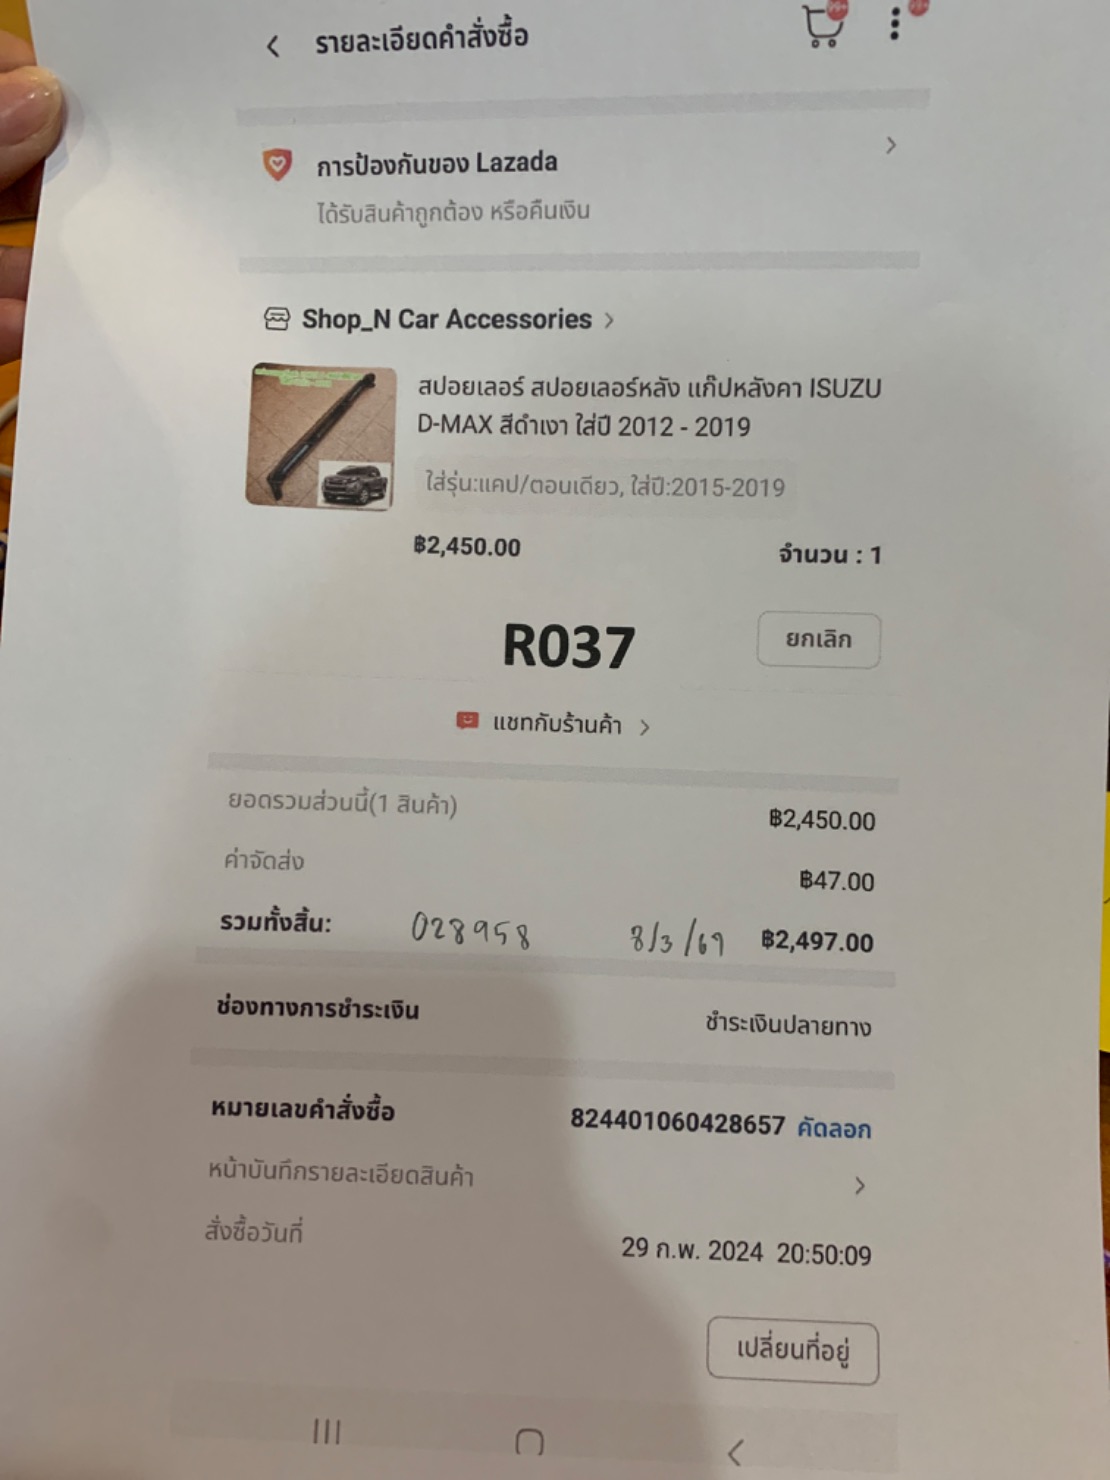 รายละเอียดคำสั่งซื้อ
99+
การป้องกันของ Lazada
ได้รับสินค้าถูกต้อง หรือคืนเงิน
Shop_N Car Accessories
สปอยเลอร์ สปอยเลอร์หลัง แก๊ปหลังคา ISUZU
D-MAX สีดำเงา ใส่ปี 2012 - 2019
ใส่รุ่น:แคป/ตอนเดียว, ใส่ปี:2015-2019
฿2,450.00 จำนวน : 1
R037 ยกเลิก
แชทกับร้านค้า
ยอดรวมส่วนนี้(1 สินค้า) ฿2,450.00
ค่าจัดส่ง ฿47.00
รวมทั้งสิ้น: 028958 8/3/67 ฿2,497.00
ช่องทางการชำระเงิน ชำระเงินปลายทาง
หมายเลขคำสั่งซื้อ 824401060428657 คัดลอก
หน้าบันทึกรายละเอียดสินค้า
สั่งซื้อวันที่ 29 ก.พ. 2024 20:50:09
เปลี่ยนที่อยู่